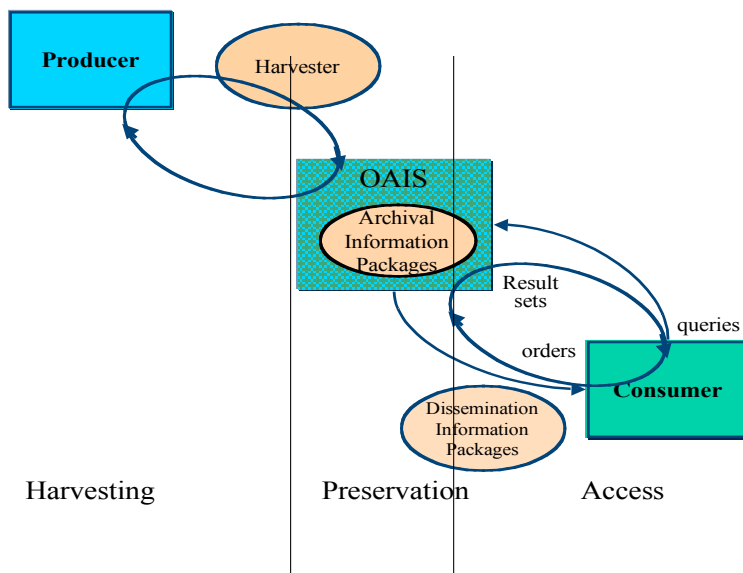 Producer
Harvester
OAIS
Archival
Information
Packages
Result
sets
queries
orders
Consumer
Dissemination
Information
Packages
Harvesting
Preservation
Access